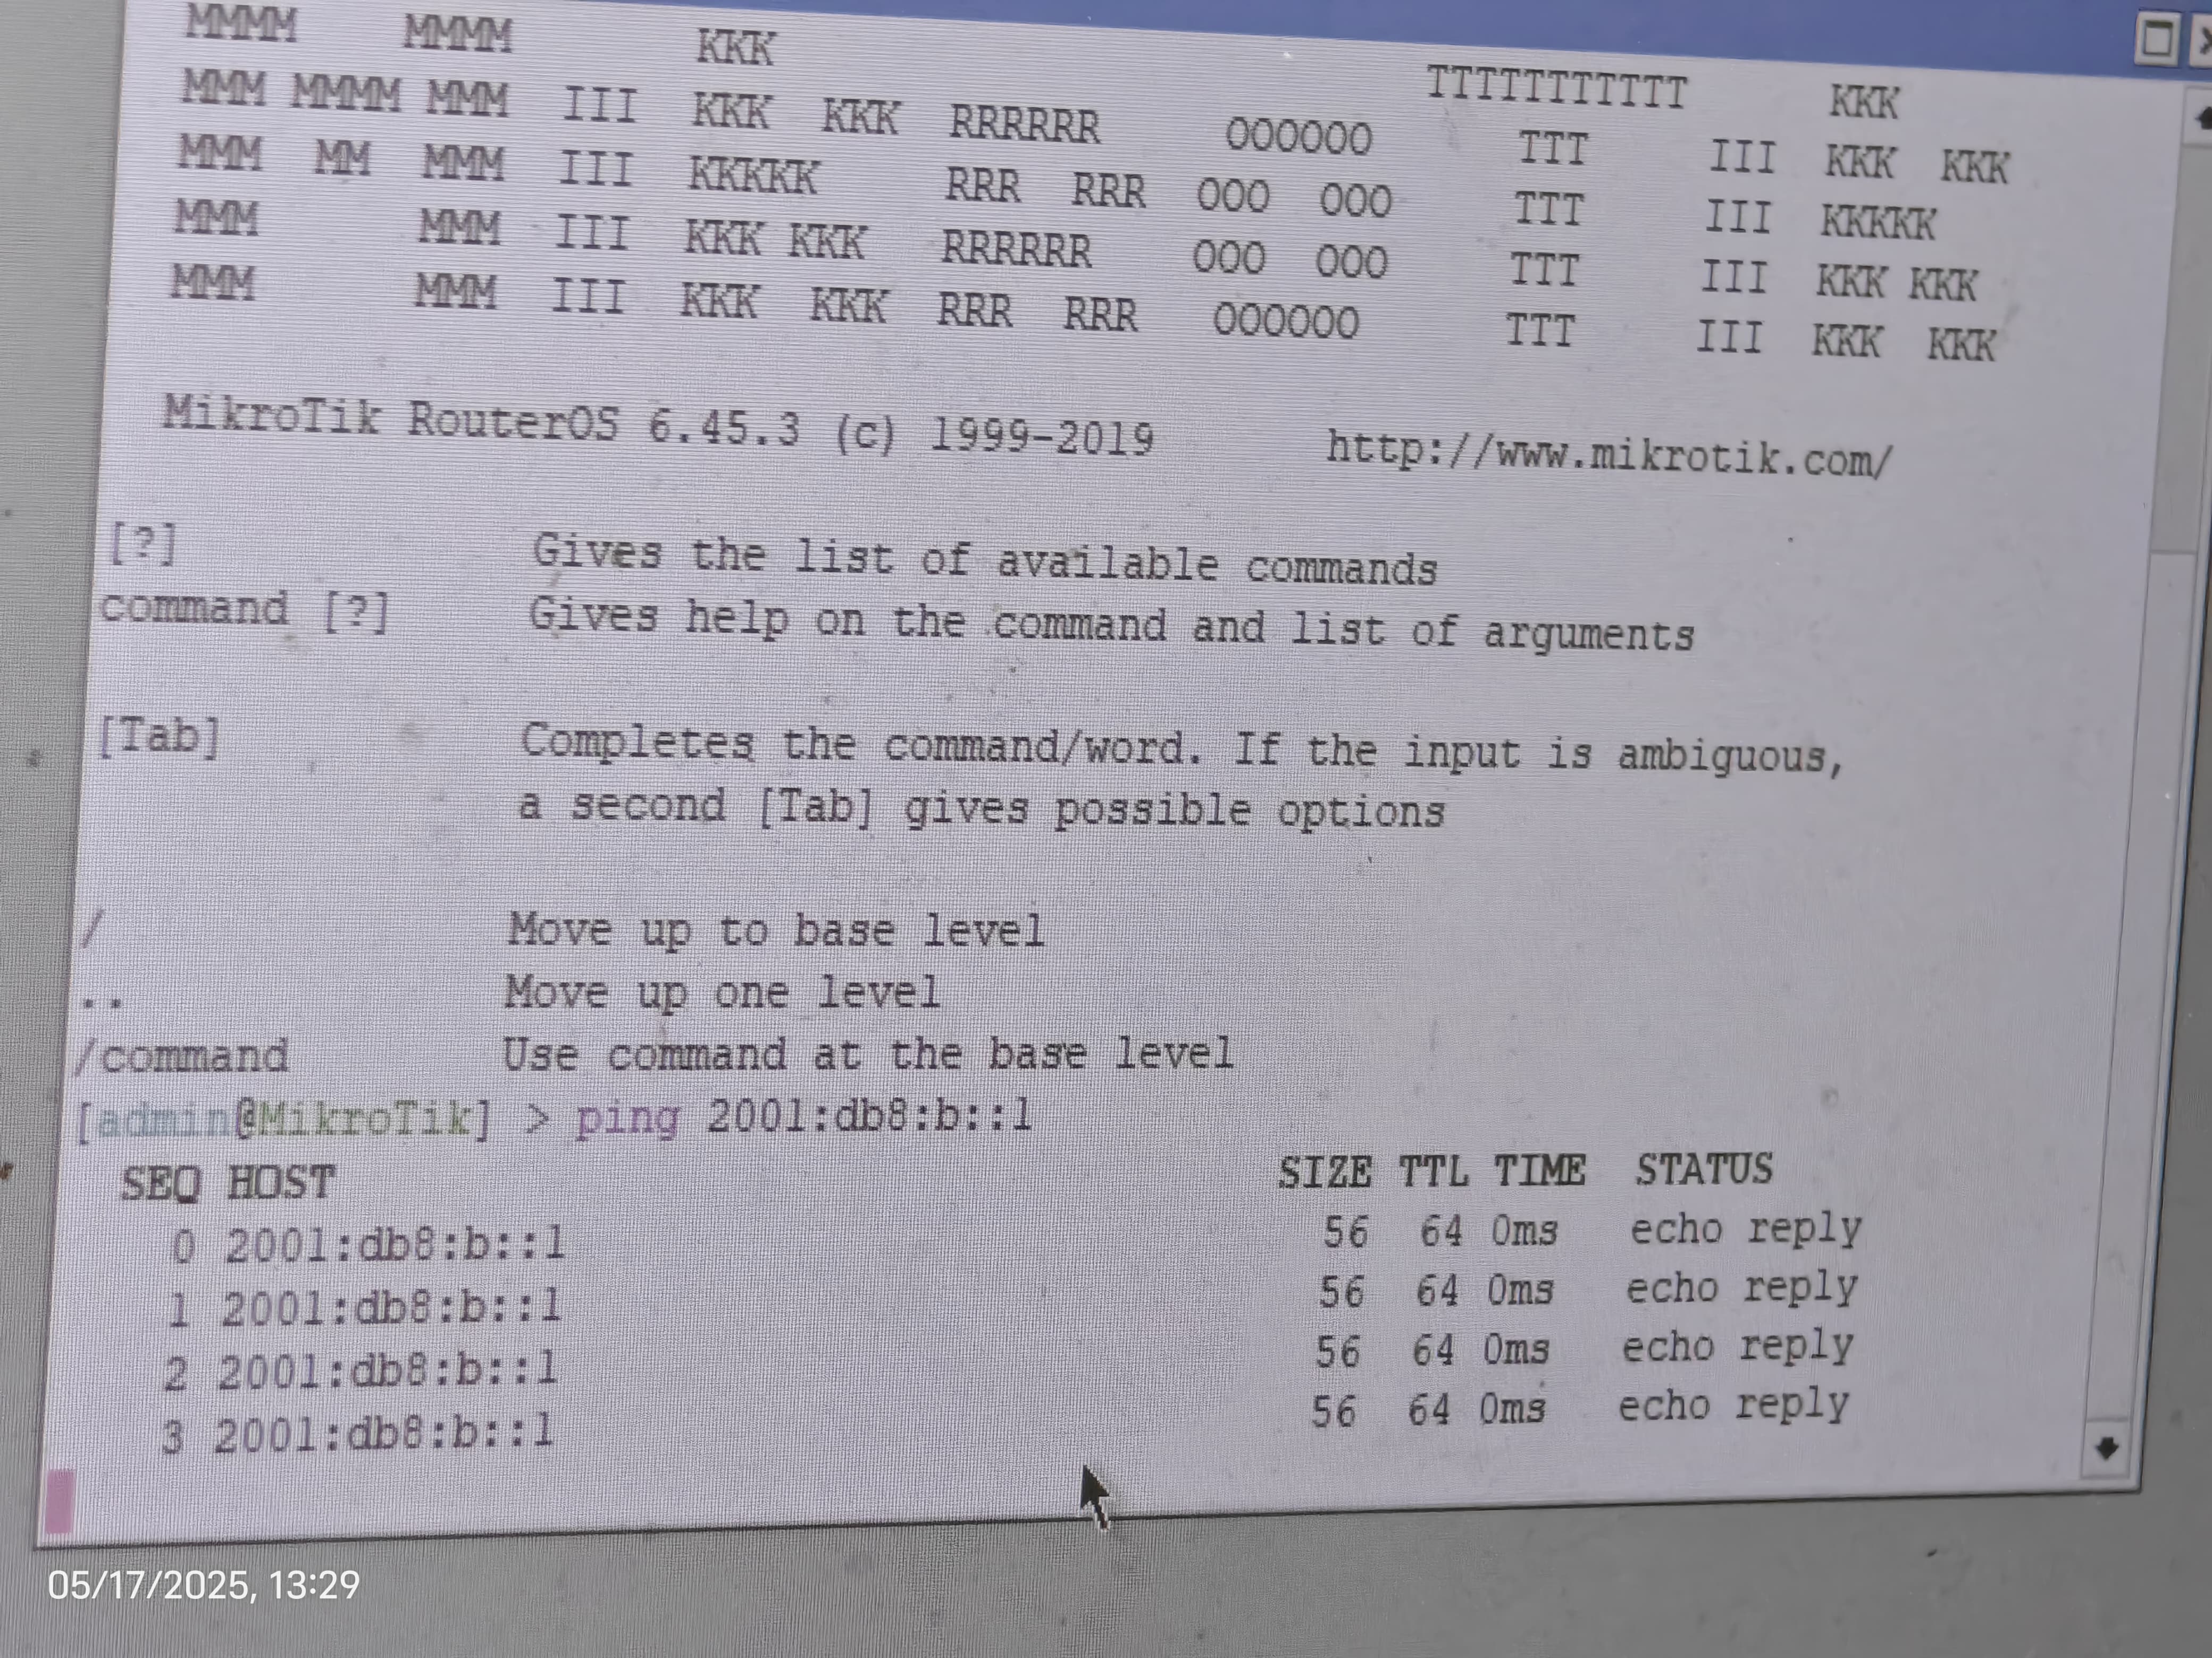 MMMM    MMMM       KKK                          TTTTTTTTTTT      KKK
MMM MMMM MMM  III  KKK  KKK  RRRRRR     OOOOOO      TTT     III  KKK  KKK
MMM  MM  MMM  III  KKKKK     RRR  RRR  OOO  OOO     TTT     III  KKKKK
MMM      MMM  III  KKK KKK   RRRRRR    OOO  OOO     TTT     III  KKK KKK
MMM      MMM  III  KKK  KKK  RRR  RRR   OOOOOO      TTT     III  KKK  KKK
MikroTik RouterOS 6.45.3 (c) 1999-2019       http://www.mikrotik.com/
[?]             Gives the list of available commands
command [?]     Gives help on the command and list of arguments
[Tab]           Completes the command/word. If the input is ambiguous,
a second [Tab] gives possible options
/               Move up to base level
..              Move up one level
/command        Use command at the base level
[admin@MikroTik] > ping 2001:db8:b::1
SEQ HOST                                     SIZE TTL TIME  STATUS
0 2001:db8:b::1                              56  64 0ms   echo reply
1 2001:db8:b::1                              56  64 0ms   echo reply
2 2001:db8:b::1                              56  64 0ms   echo reply
3 2001:db8:b::1                              56  64 0ms   echo reply
05/17/2025, 13:29